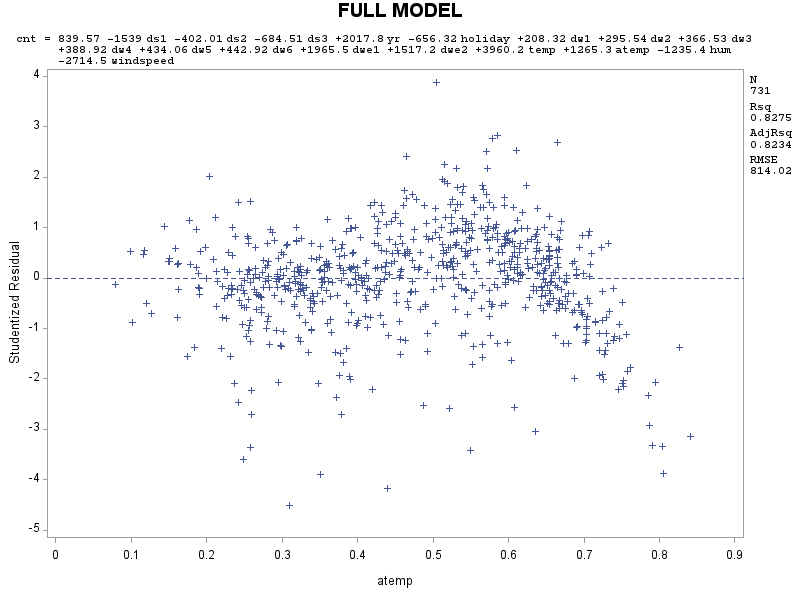 FULL MODEL
cnt = 839.57 -1539 ds1 -402.01 ds2 -684.51 ds3 +2017.8 yr -656.32 holiday +208.32 dw1 +295.54 dw2 +366.53 dw3
+388.92 dw4 +434.06 dw5 +442.92 dw6 +1965.5 dwe1 +1517.2 dwe2 +3960.2 temp +1265.3 atemp -1235.4 hum
-2714.5 windspeed
N
731
Rsq
0.8275
AdjRsq
0.8234
RMSE
814.02
Studentized Residual
4
3
2
1
0
-1
-2
-3
-4
-5
0 0.1 0.2 0.3 0.4 0.5 0.6 0.7 0.8 0.9
atemp